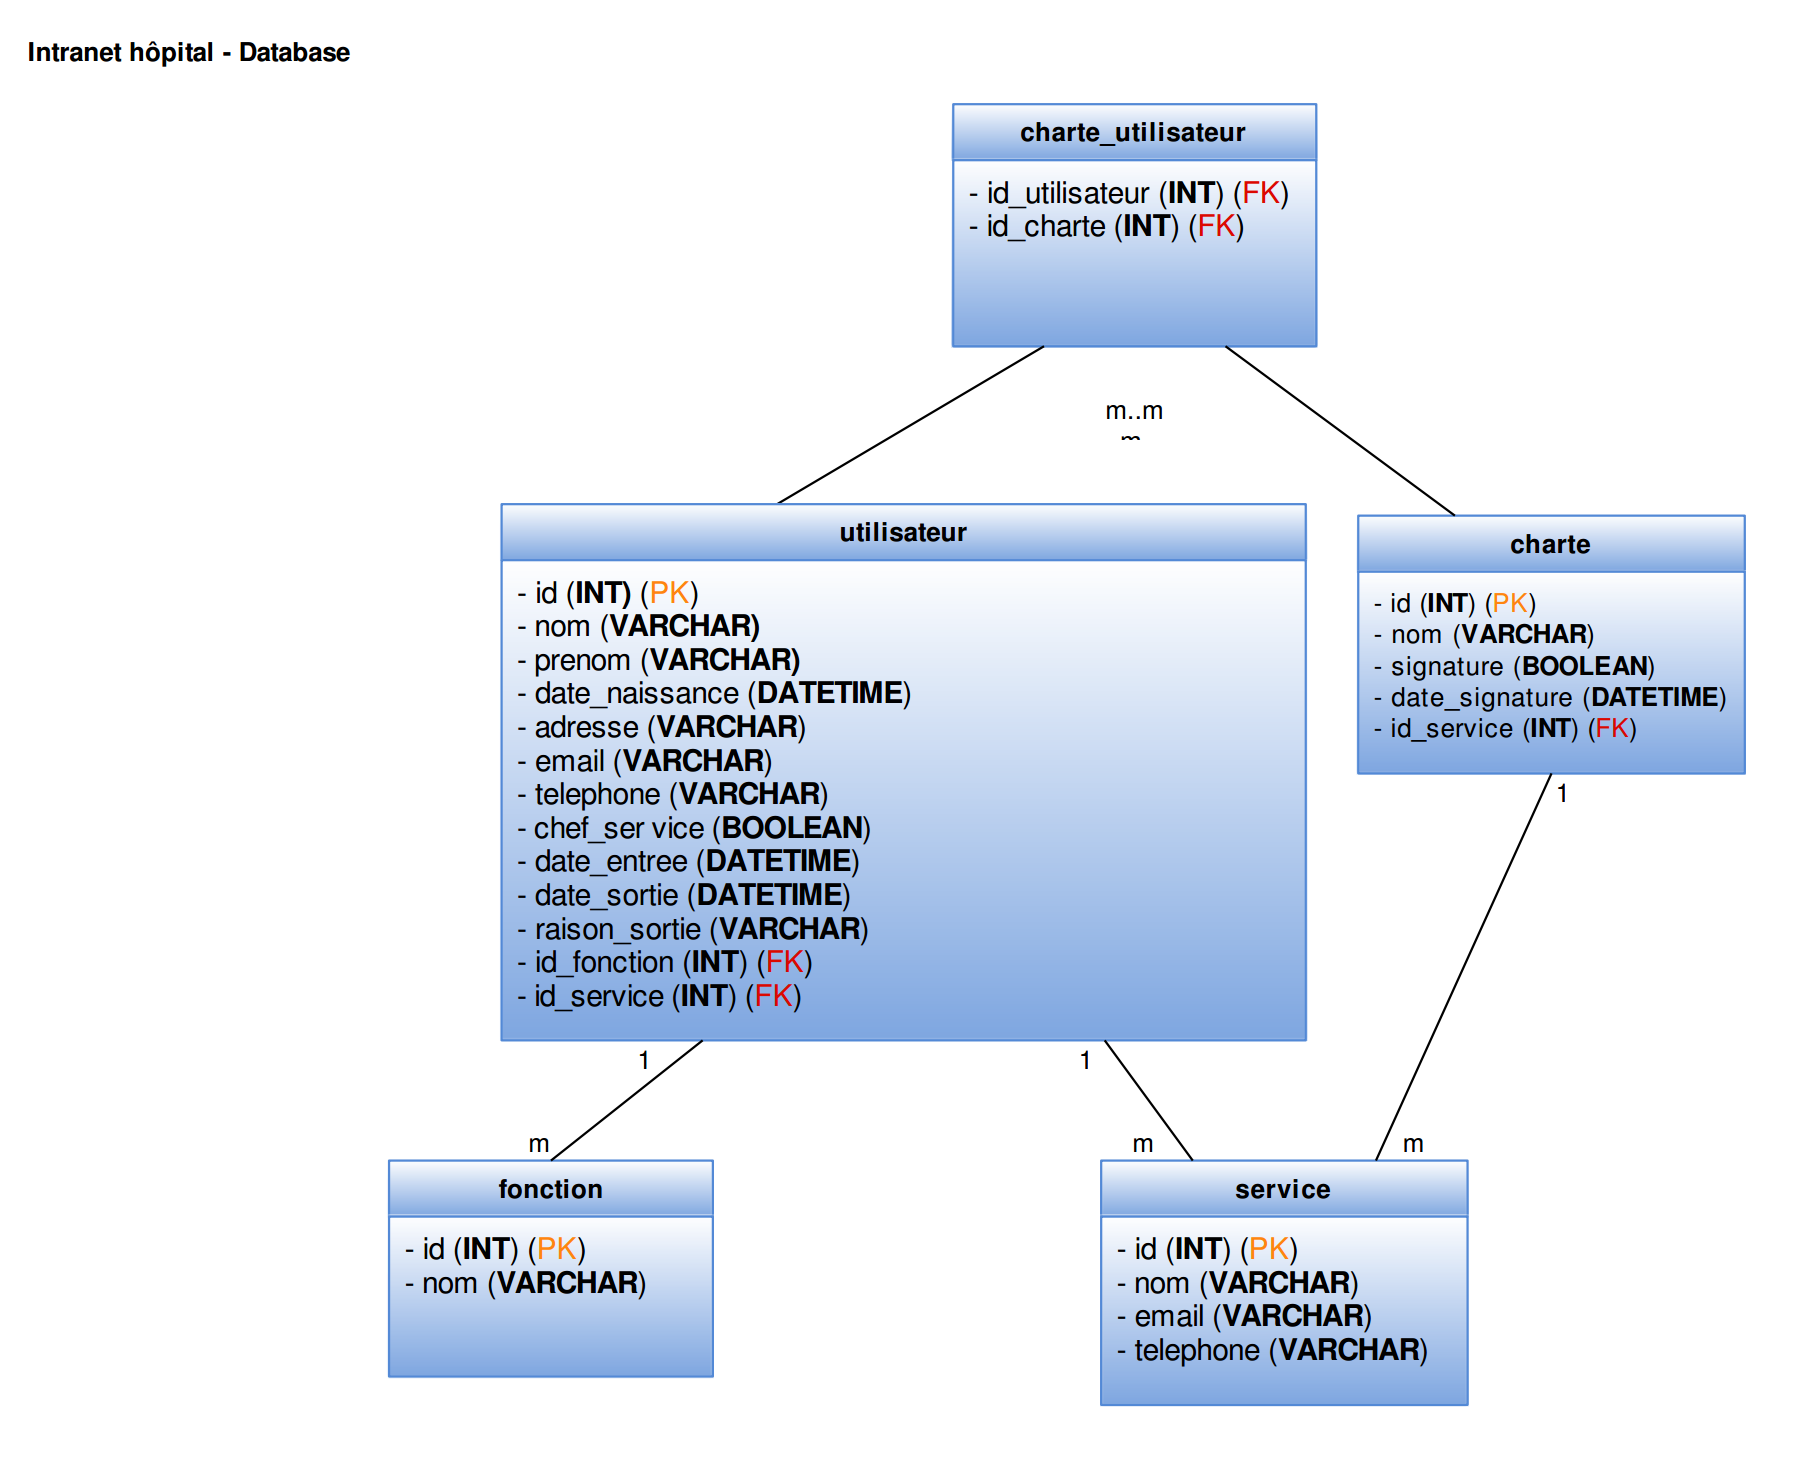 Intranet hôpital - Database
charte_utilisateur
- id_utilisateur (INT) (FK)
- id_charte (INT) (FK)
m..m
utilisateur
- id (INT) (PK)
- nom (VARCHAR)
- prenom (VARCHAR)
- date_naissance (DATETIME)
- adresse (VARCHAR)
- email (VARCHAR)
- telephone (VARCHAR)
- chef_ser vice (BOOLEAN)
- date_entree (DATETIME)
- date_sortie (DATETIME)
- raison_sortie (VARCHAR)
- id_fonction (INT) (FK)
- id_service (INT) (FK)
charte
- id (INT) (PK)
- nom (VARCHAR)
- signature (BOOLEAN)
- date_signature (DATETIME)
- id_service (INT) (FK)
1
1
1
m
m
m
fonction
- id (INT) (PK)
- nom (VARCHAR)
service
- id (INT) (PK)
- nom (VARCHAR)
- email (VARCHAR)
- telephone (VARCHAR)